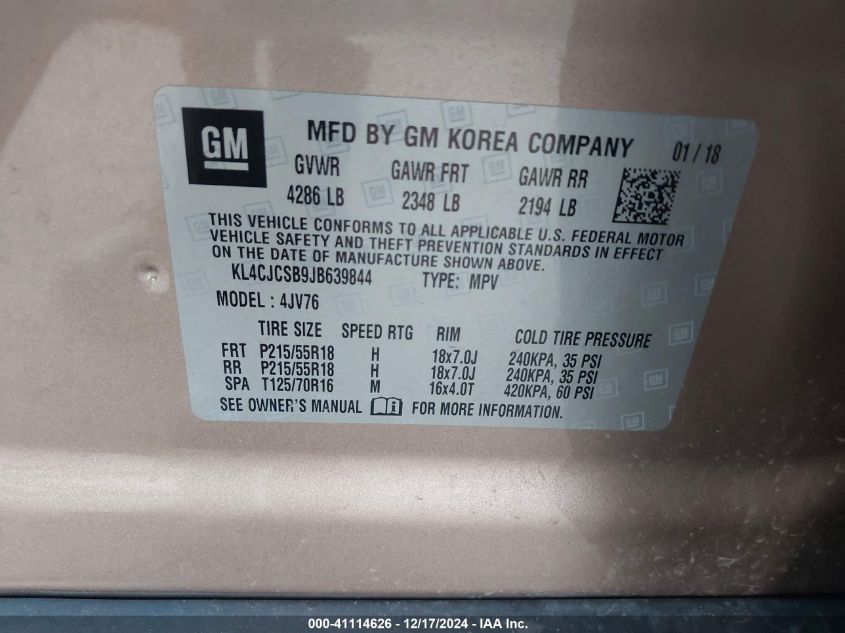 GM
MFD BY GM KOREA COMPANY 01 / 18
GVWR GAWR FRT GAWR RR
4286 LB 2348 LB 2194 LB
THIS VEHICLE CONFORMS TO ALL APPLICABLE U.S. FEDERAL MOTOR
VEHICLE SAFETY AND THEFT PREVENTION STANDARDS IN EFFECT
ON THE DATE OF MANUFACTURE SHOWN ABOVE.
KL4CJCSB9JB639844 TYPE: MPV
MODEL : 4JV76
TIRE SIZE SPEED RTG RIM COLD TIRE PRESSURE
FRT P215/55R18 H 18x7.0J 240KPA, 35 PSI
RR P215/55R18 H 18x7.0J 240KPA, 35 PSI
SPA T125/70R16 M 16x4.0T 420KPA, 60 PSI
SEE OWNER'S MANUAL FOR MORE INFORMATION.
000-41114626 - 12/17/2024 - IAA Inc.